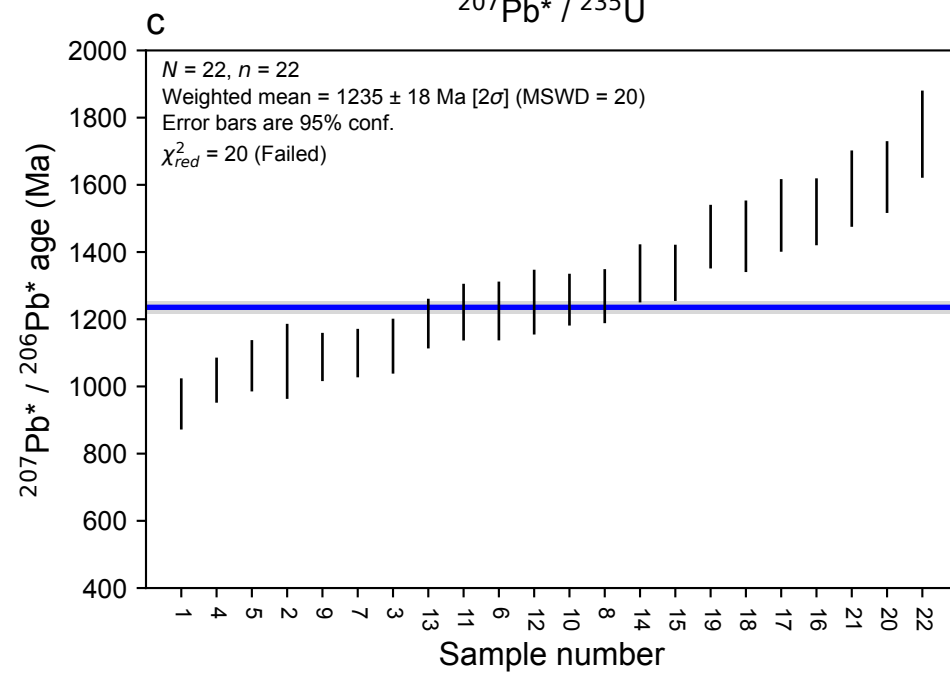 ²⁰⁷Pb* / ²³⁵U
c
N = 22, n = 22
Weighted mean = 1235 ± 18 Ma [2σ] (MSWD = 20)
Error bars are 95% conf.
χ²red = 20 (Failed)
²⁰⁷Pb* / ²⁰⁶Pb* age (Ma)
2000
1800
1600
1400
1200
1000
800
600
400
1 4 5 2 9 7 3 13 11 6 12 10 8 14 15 19 18 17 16 21 20 22
Sample number